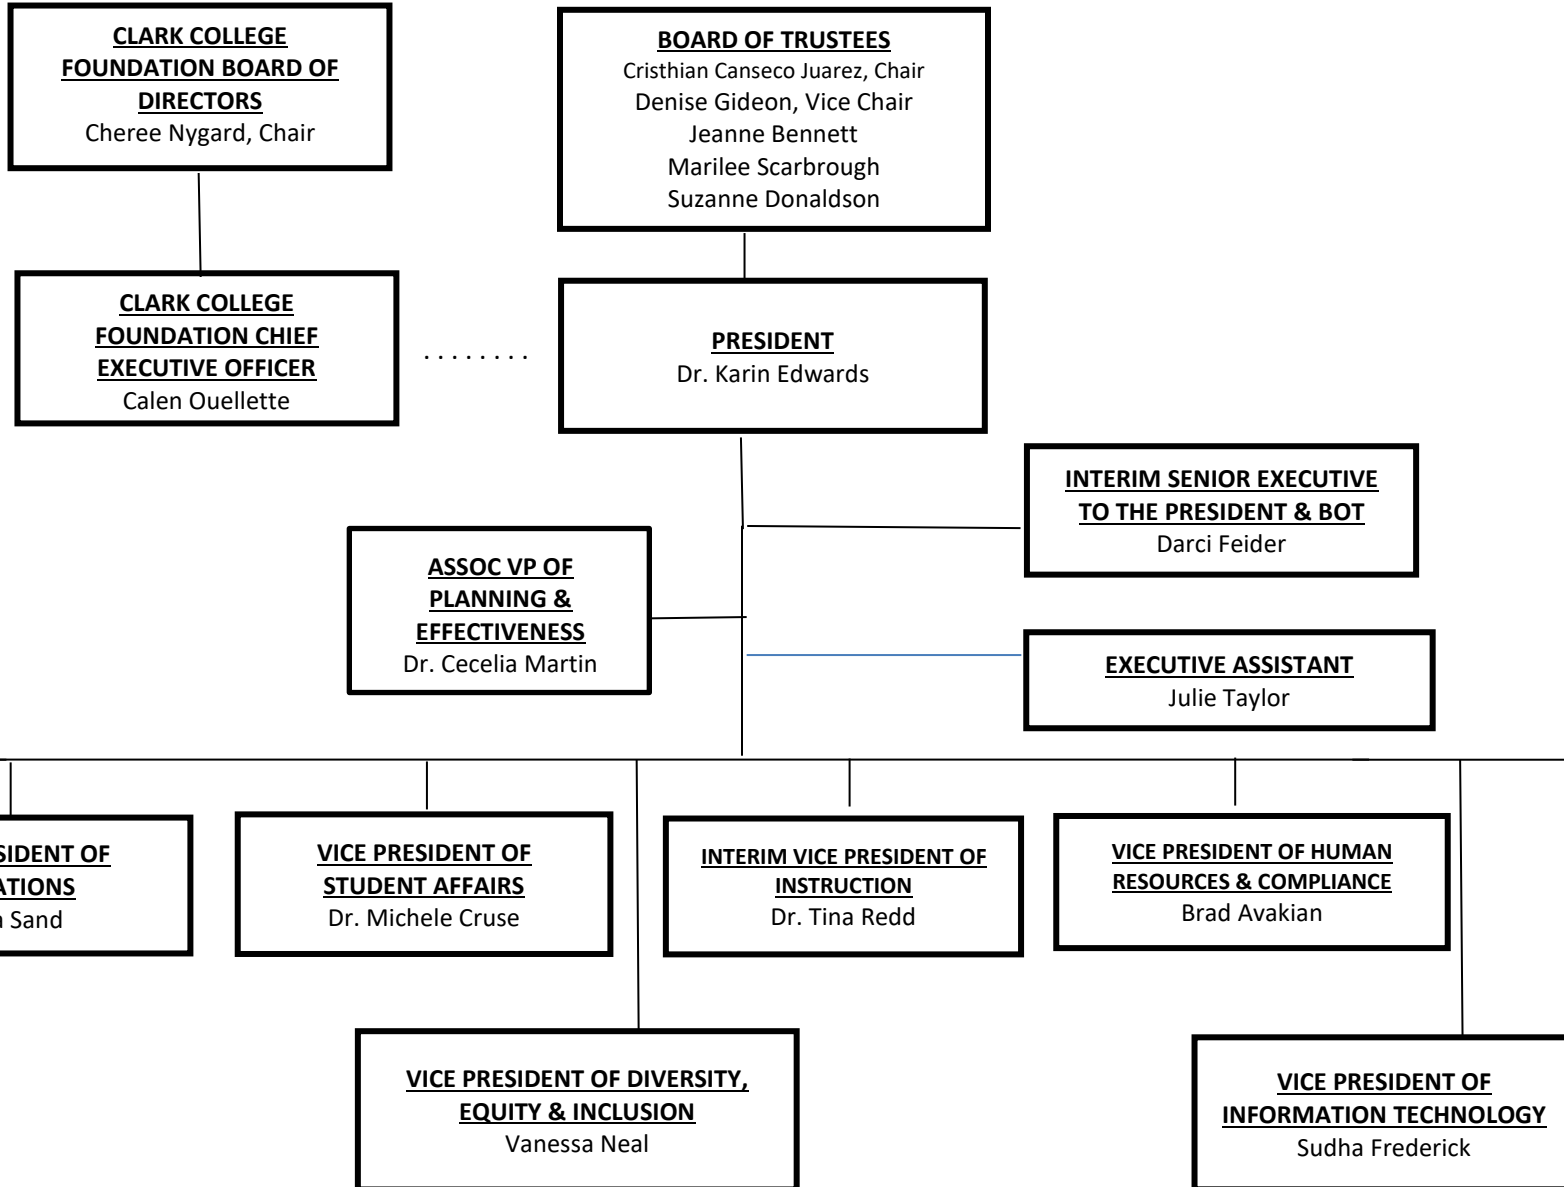 CLARK COLLEGE
FOUNDATION BOARD OF
DIRECTORS
Cheree Nygard, Chair
BOARD OF TRUSTEES
Cristhian Canseco Juarez, Chair
Denise Gideon, Vice Chair
Jeanne Bennett
Marilee Scarbrough
Suzanne Donaldson
CLARK COLLEGE
FOUNDATION CHIEF
EXECUTIVE OFFICER
Calen Ouellette
. . . . . . . .
PRESIDENT
Dr. Karin Edwards
INTERIM SENIOR EXECUTIVE
TO THE PRESIDENT & BOT
Darci Feider
ASSOC VP OF
PLANNING &
EFFECTIVENESS
Dr. Cecelia Martin
EXECUTIVE ASSISTANT
Julie Taylor
OF
Sand
VICE PRESIDENT OF
STUDENT AFFAIRS
Dr. Michele Cruse
INTERIM VICE PRESIDENT OF
INSTRUCTION
Dr. Tina Redd
VICE PRESIDENT OF HUMAN
RESOURCES & COMPLIANCE
Brad Avakian
VICE PRESIDENT OF DIVERSITY,
EQUITY & INCLUSION
Vanessa Neal
VICE PRESIDENT OF
INFORMATION TECHNOLOGY
Sudha Frederick